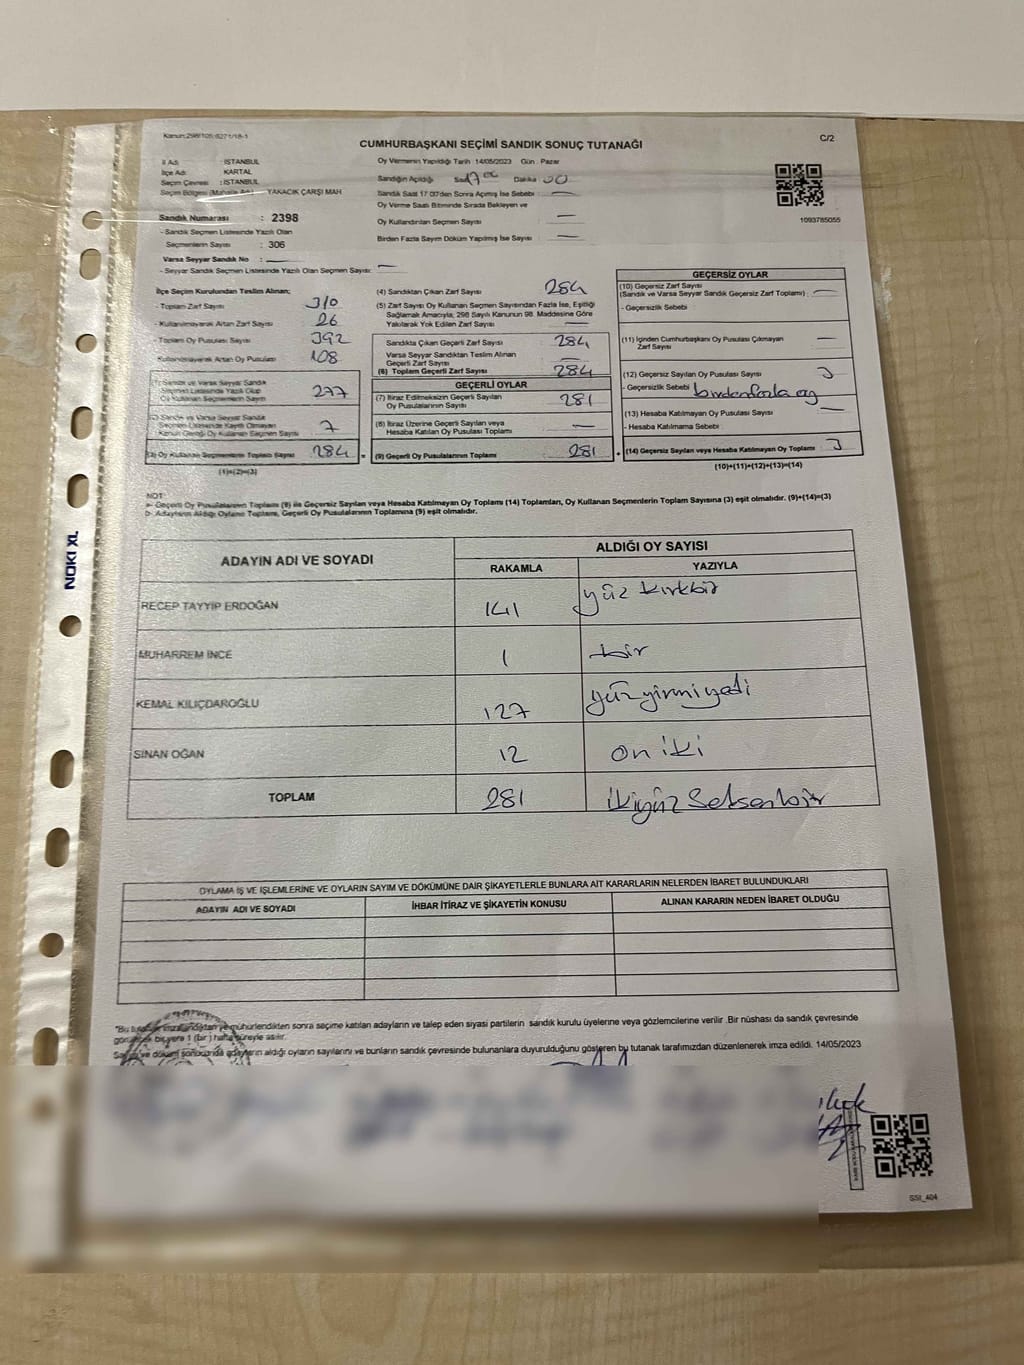 Kanun:298/105;6271/18-1
C/2
CUMHURBAŞKANI SEÇİMİ SANDIK SONUÇ TUTANAĞI
İl Adı : İSTANBUL
İlçe Adı : KARTAL
Seçim Çevresi : İSTANBUL
Seçim Bölgesi (Mahalle Adı) : YAKACIK ÇARŞI MAH
Sandık Numarası : 2398
- Sandık Seçmen Listesinde Yazılı Olan
Seçmenlerin Sayısı : 306
Varsa Seyyar Sandık No :
- Seyyar Sandık Seçmen Listesinde Yazılı Olan Seçmen Sayısı:
Oy Vermenin Yapıldığı Tarih 14/05/2023 Gün : Pazar
Sandığın Açıldığı Saat 17 00 Dakika 00
Sandık Saat 17:00'den Sonra Açılmış İse Sebebi
Oy Verme Saati Bitiminde Sırada Bekleyen ve
Oy Kullandırılan Seçmen Sayısı
Birden Fazla Sayım Döküm Yapılmış İse Sayısı
1093785055
İlçe Seçim Kurulundan Teslim Alınan;
- Toplam Zarf Sayısı 310
- Kullanılmayarak Artan Zarf Sayısı 26
- Toplam Oy Pusulası Sayısı 392
Kullanılmayarak Artan Oy Pusulası 108
(1) Sandık ve Varsa Seyyar Sandık
Seçmen Listesinde Yazılı Olup
Oy Kullanan Seçmenlerin Sayısı 277
(2) Sandık ve Varsa Seyyar Sandık
Seçmen Listesinde Kayıtlı Olmayan
Kanun Gereği Oy Kullanan Seçmen Sayısı 7
(3) Oy Kullanan Seçmenlerin Toplam Sayısı 284 =
(1)+(2)=(3)
(4) Sandıktan Çıkan Zarf Sayısı 284
(5) Zarf Sayısı Oy Kullanan Seçmen Sayısından Fazla İse, Eşitliği
Sağlamak Amacıyla, 298 Sayılı Kanunun 98. Maddesine Göre
Yakılarak Yok Edilen Zarf Sayısı
Sandıkta Çıkan Geçerli Zarf Sayısı 284
Varsa Seyyar Sandıktan Teslim Alınan
Geçerli Zarf Sayısı
(6) Toplam Geçerli Zarf Sayısı 284
GEÇERLİ OYLAR
(7) İtiraz Edilmeksizin Geçerli Sayılan
Oy Pusulalarının Sayısı 281
(8) İtiraz Üzerine Geçerli Sayılan veya
Hesaba Katılan Oy Pusulası Toplamı
(9) Geçerli Oy Pusulalarının Toplamı 281 +
GEÇERSİZ OYLAR
(10) Geçersiz Zarf Sayısı
(Sandık ve Varsa Seyyar Sandık Geçersiz Zarf Toplamı) :
- Geçersizlik Sebebi
(11) İçinden Cumhurbaşkanı Oy Pusulası Çıkmayan
Zarf Sayısı
(12) Geçersiz Sayılan Oy Pusulası Sayısı 3
- Geçersizlik Sebebi birdenfazla oy
(13) Hesaba Katılmayan Oy Pusulası Sayısı
- Hesaba Katılmama Sebebi :
(14) Geçersiz Sayılan veya Hesaba Katılmayan Oy Toplamı 3
(10)+(11)+(12)+(13)=(14)
NOT:
Geçerli Oy Pusulalarının Toplamı (9) ile Geçersiz Sayılan veya Hesaba Katılmayan Oy Toplamı (14) Toplamları, Oy Kullanan Seçmenlerin Toplam Sayısına (3) eşit olmalıdır. (9)+(14)=(3)
Adayların Aldığı Oyların Toplamı, Geçerli Oy Pusulalarının Toplamına (9) eşit olmalıdır.
ADAYIN ADI VE SOYADI
ALDIĞI OY SAYISI
RAKAMLA YAZIYLA
RECEP TAYYİP ERDOĞAN 141 yüz kırkbir
MUHARREM İNCE 1 bir
KEMAL KILIÇDAROĞLU 127 yüzyirmiyedi
SİNAN OĞAN 12 on iki
TOPLAM 281 ikiyüz seksenbir
OYLAMA İŞ VE İŞLEMLERİNE VE OYLARIN SAYIM VE DÖKÜMÜNE DAİR ŞİKAYETLERLE BUNLARA AİT KARARLARIN NELERDEN İBARET BULUNDUKLARI
ADAYIN ADI VE SOYADI İHBAR İTİRAZ VE ŞİKAYETİN KONUSU ALINAN KARARIN NEDEN İBARET OLDUĞU
*Bu tutanak imzalandıktan ve mühürlendikten sonra seçime katılan adayların ve talep eden siyasi partilerin sandık kurulu üyelerine veya gözlemcilerine verilir. Bir nüshası da sandık çevresinde
görülecek bir yere 1 (bir) hafta süreyle asılır.
Sayım ve döküm sonucunda adayların aldığı oyların sayılarını ve bunların sandık çevresinde bulunanlara duyurulduğunu gösteren bu tutanak tarafımızdan düzenlenerek imza edildi. 14/05/2023
SSI_404
NOKI XL